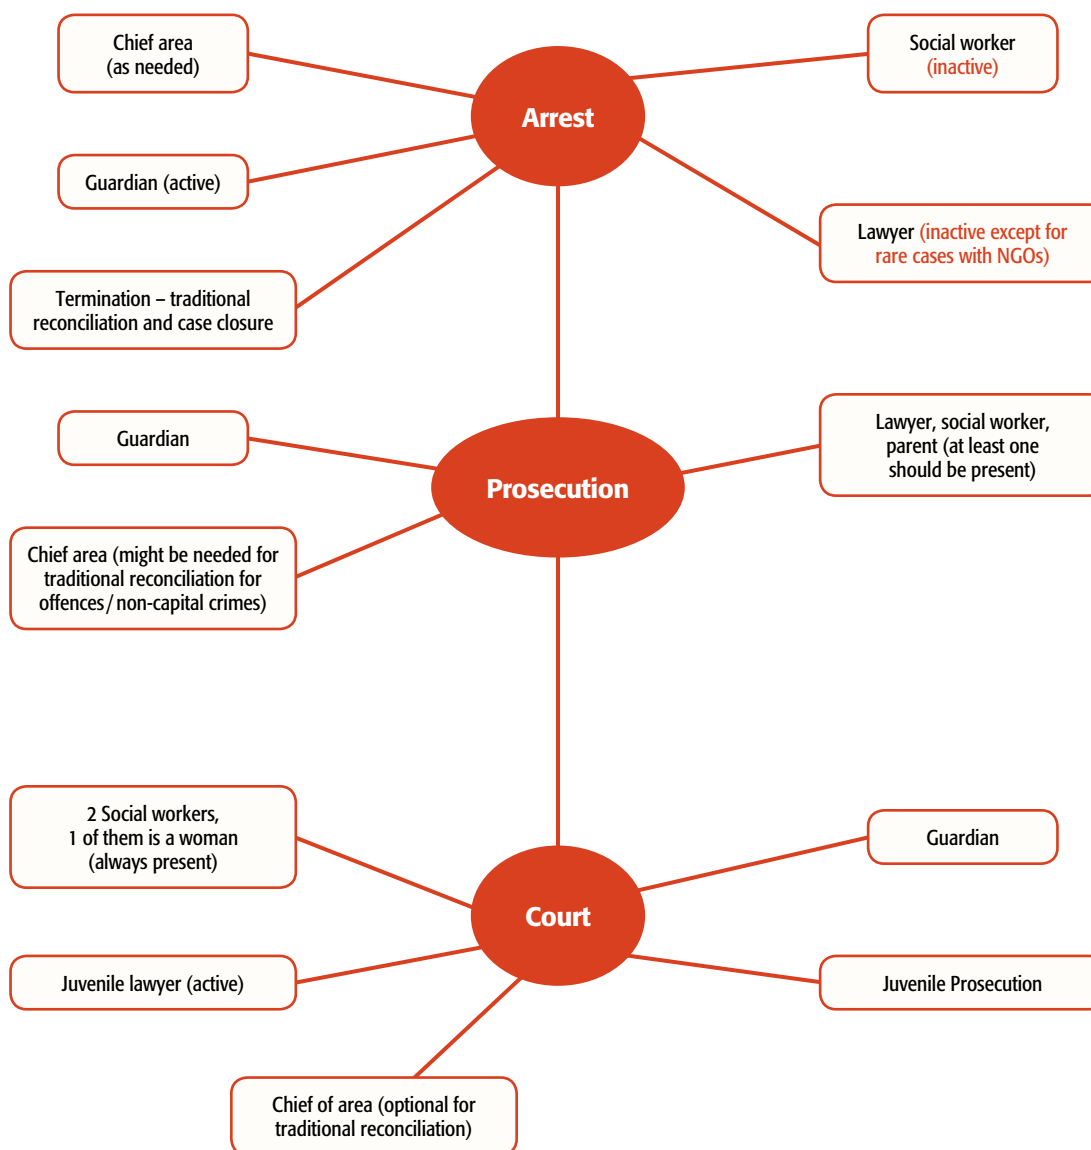 Chief area
(as needed)
Social worker
(inactive)
Arrest
Guardian (active)
Lawyer (inactive except for
rare cases with NGOs)
Termination – traditional
reconciliation and case closure
Guardian
Lawyer, social worker,
parent (at least one
should be present)
Prosecution
Chief area (might be needed for
traditional reconciliation for
offences / non-capital crimes)
2 Social workers,
1 of them is a woman
(always present)
Guardian
Court
Juvenile lawyer (active)
Juvenile Prosecution
Chief of area (optional for
traditional reconciliation)